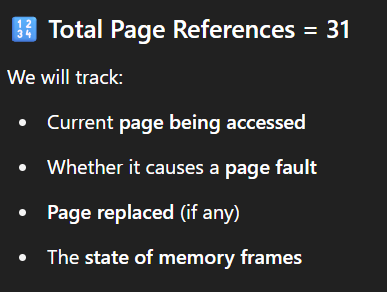 🔢 Total Page References = 31
We will track:
• Current page being accessed
• Whether it causes a page fault
• Page replaced (if any)
• The state of memory frames